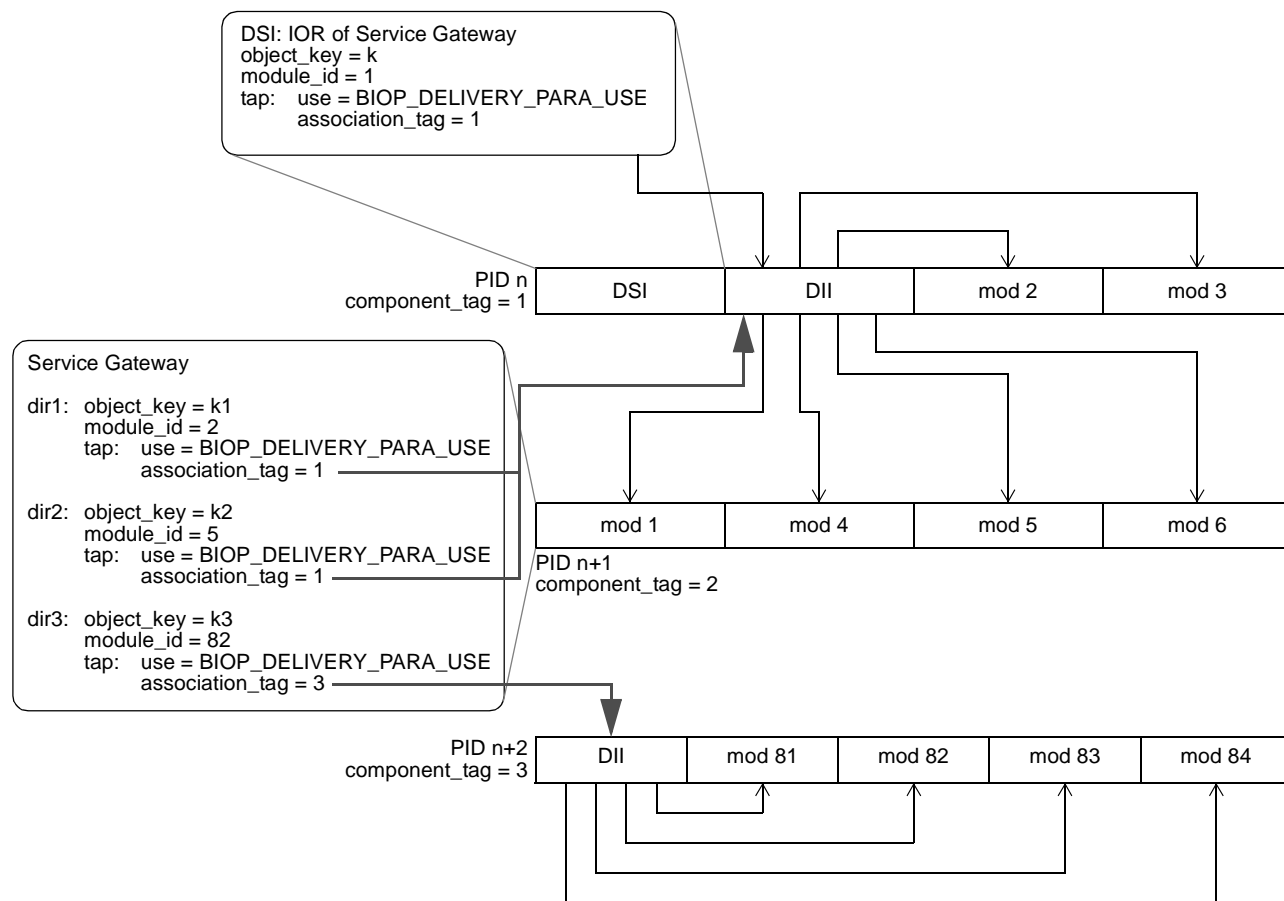 DSI: IOR of Service Gateway
object_key = k
module_id = 1
tap: use = BIOP_DELIVERY_PARA_USE
association_tag = 1
PID n
component_tag = 1
DSI
DII
mod 2
mod 3
Service Gateway
dir1: object_key = k1
module_id = 2
tap: use = BIOP_DELIVERY_PARA_USE
association_tag = 1
dir2: object_key = k2
module_id = 5
tap: use = BIOP_DELIVERY_PARA_USE
association_tag = 1
dir3: object_key = k3
module_id = 82
tap: use = BIOP_DELIVERY_PARA_USE
association_tag = 3
mod 1
mod 4
mod 5
mod 6
PID n+1
component_tag = 2
PID n+2
component_tag = 3
DII
mod 81
mod 82
mod 83
mod 84